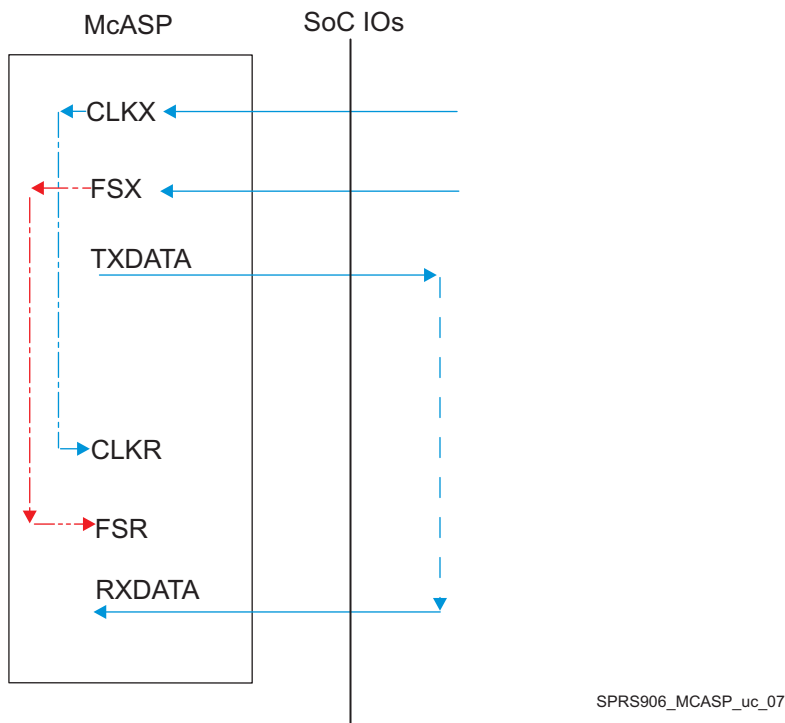 McASP
SoC IOs
CLKX
FSX
TXDATA
CLKR
FSR
RXDATA
SPRS906_MCASP_uc_07